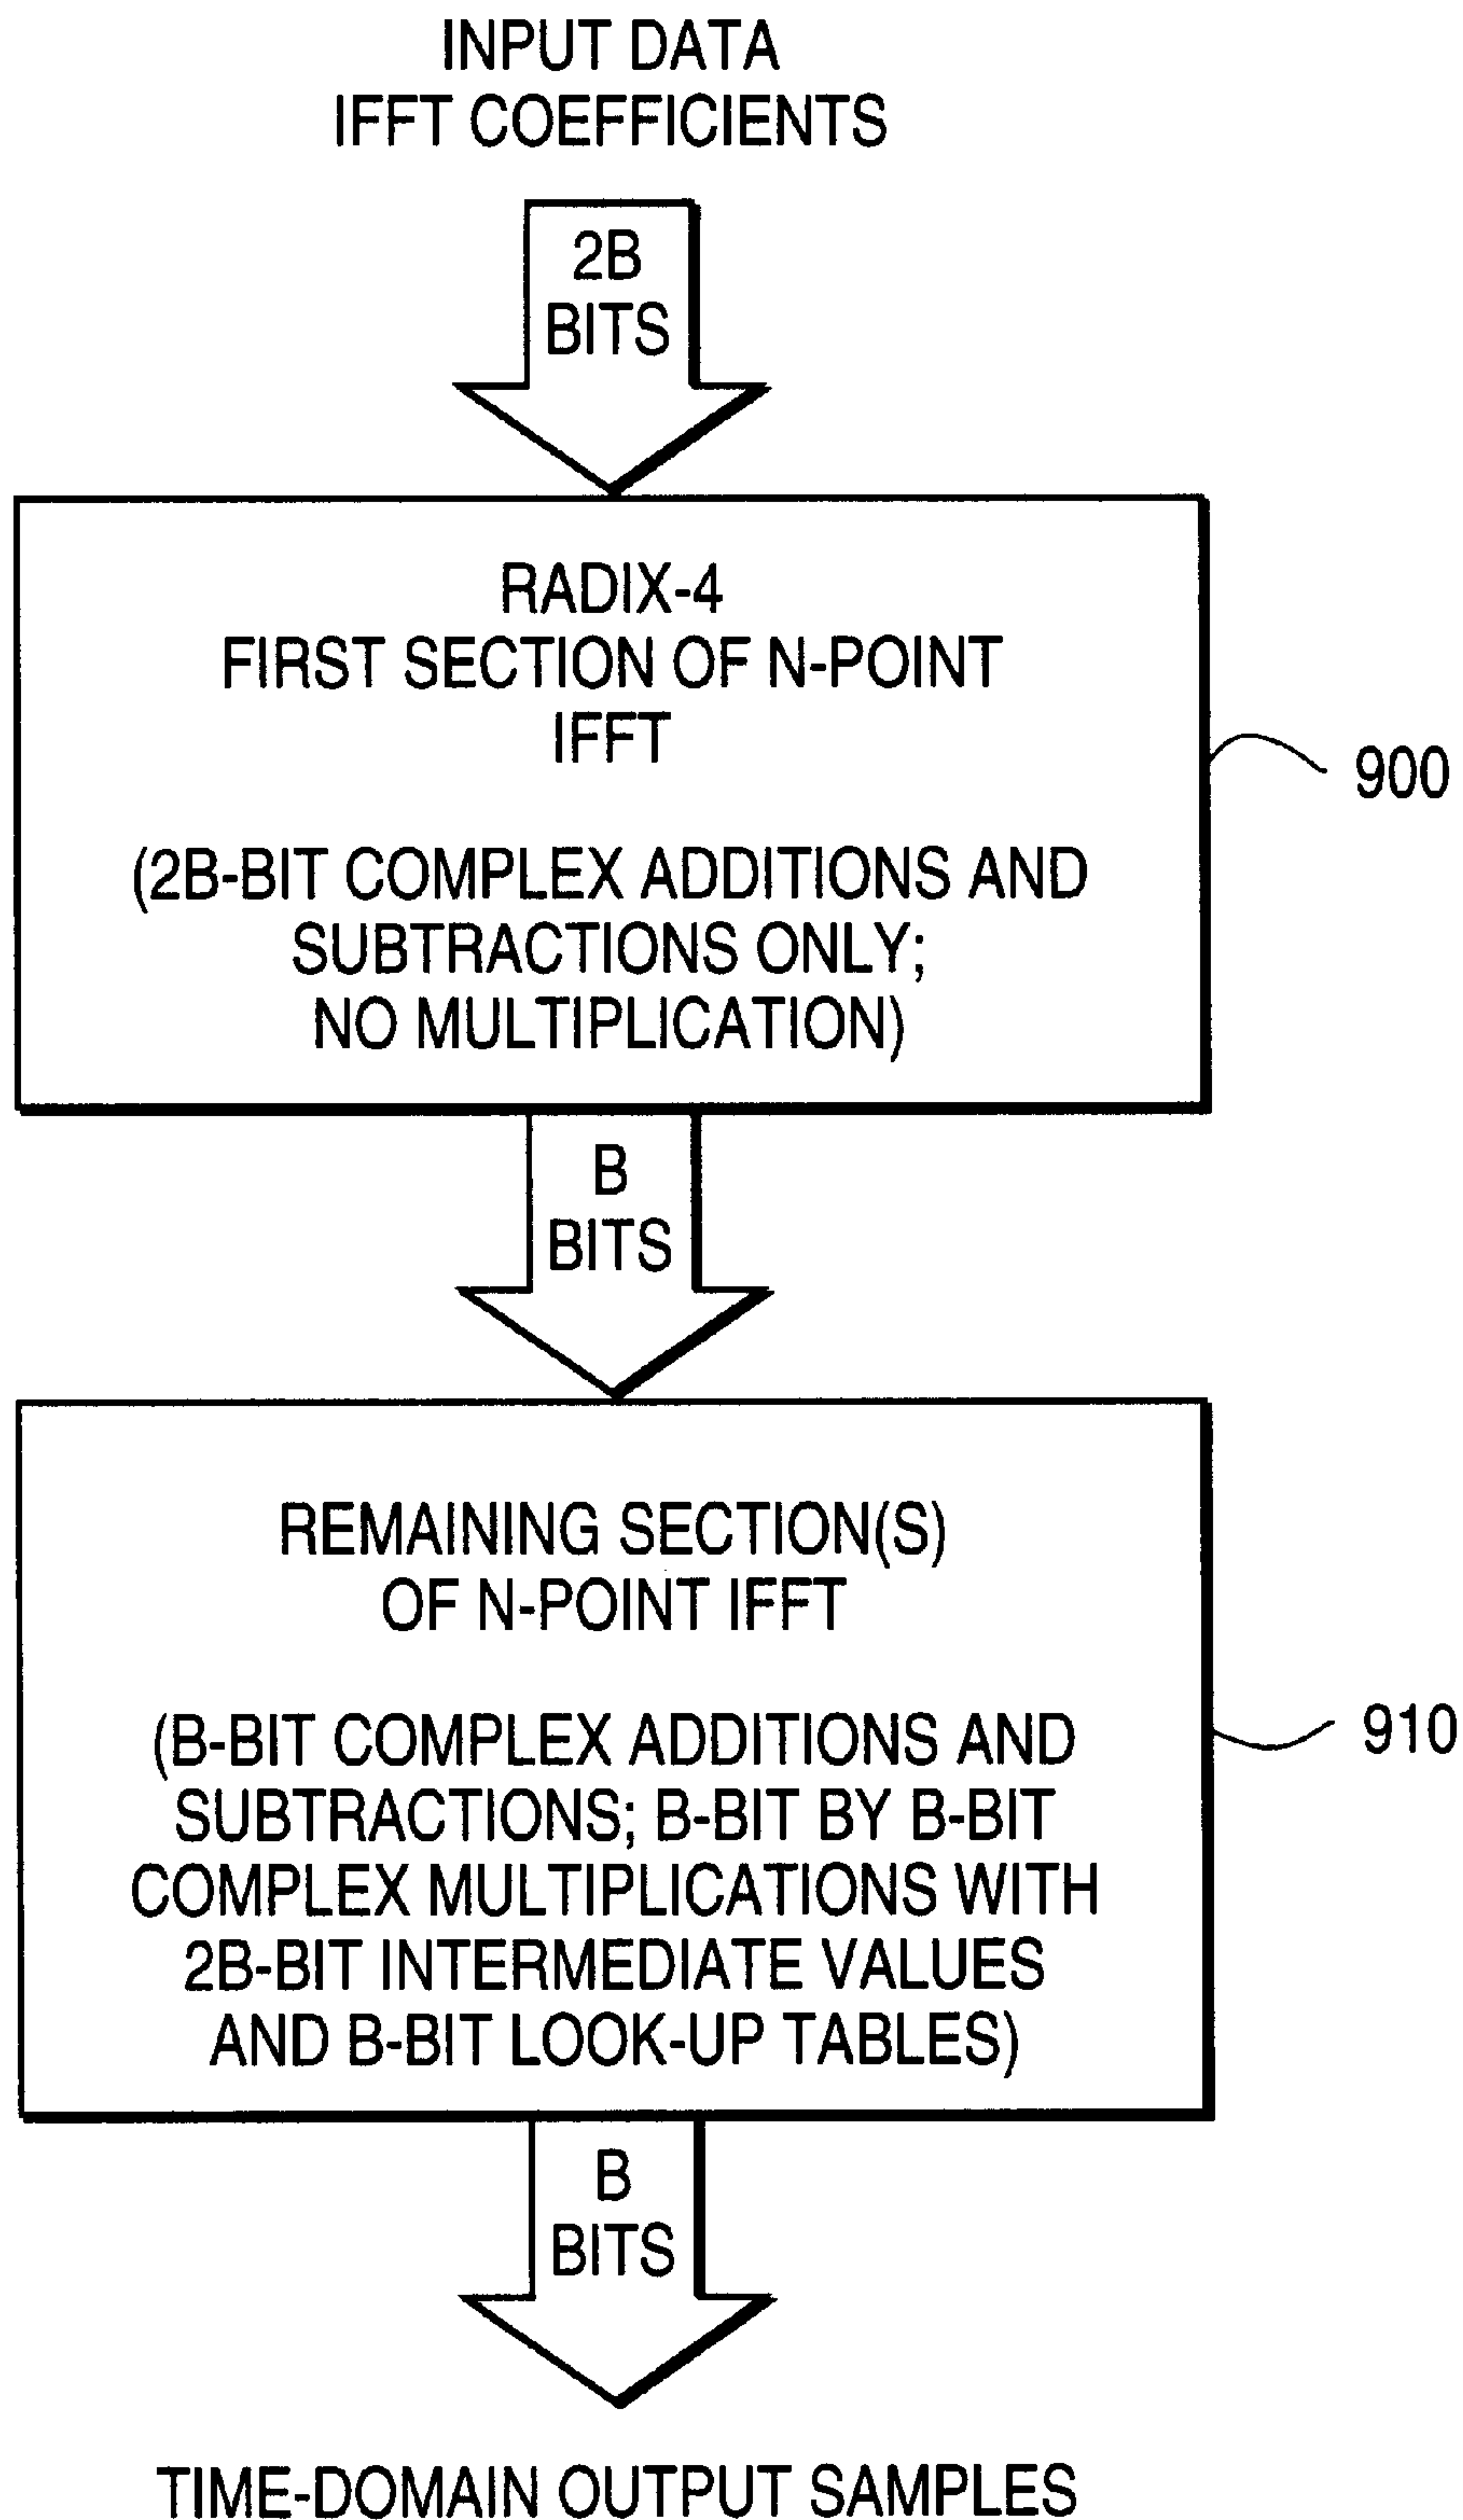 INPUT DATA
IFFT COEFFICIENTS
2B
BITS
RADIX-4
FIRST SECTION OF N-POINT
IFFT
900
(2B-BIT COMPLEX ADDITIONS AND
SUBTRACTIONS ONLY;
NO MULTIPLICATION)
B
BITS
REMAINING SECTION(S)
OF N-POINT IFFT
(B-BIT COMPLEX ADDITIONS AND
910
SUBTRACTIONS; B-BIT BY B-BIT
COMPLEX MULTIPLICATIONS WITH
2B-BIT INTERMEDIATE VALUES
AND B-BIT LOOK-UP TABLES)
B
BITS
TIME-DOMAIN OUTPUT SAMPLES